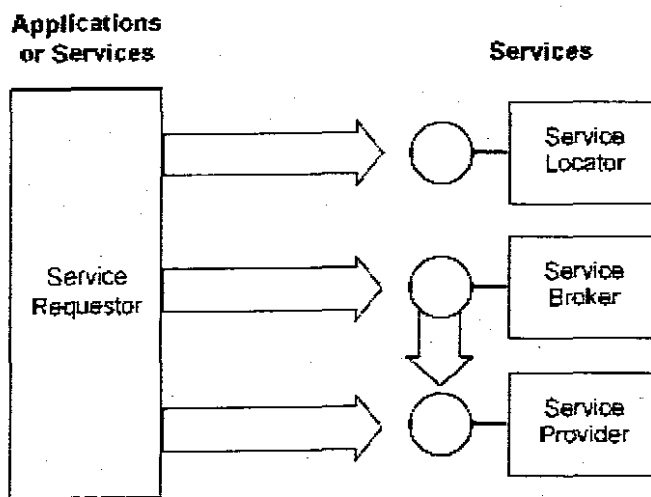 Applications
or Services
Services
Service
Requestor
Service
Locator
Service
Broker
Service
Provider